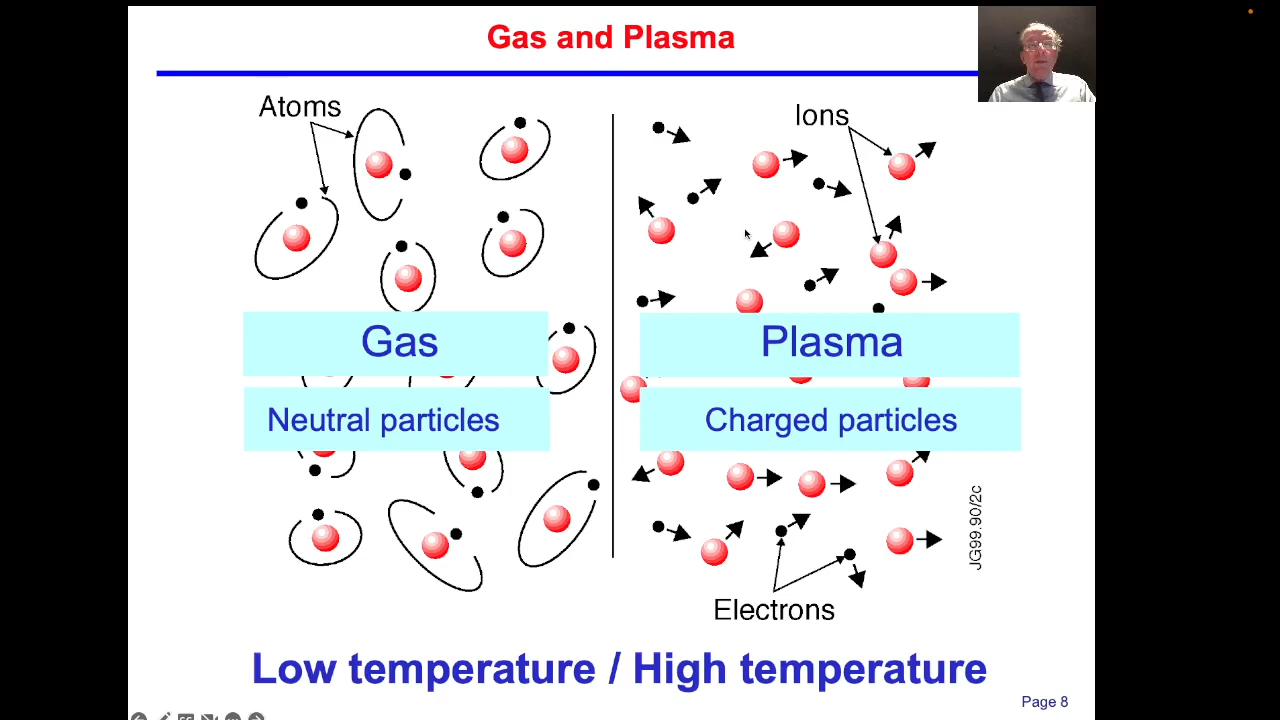 Gas and Plasma
Atoms
Ions
Gas
Plasma
Neutral particles
Charged particles
JG99.90/2c
Electrons
Low temperature / High temperature
Page 8